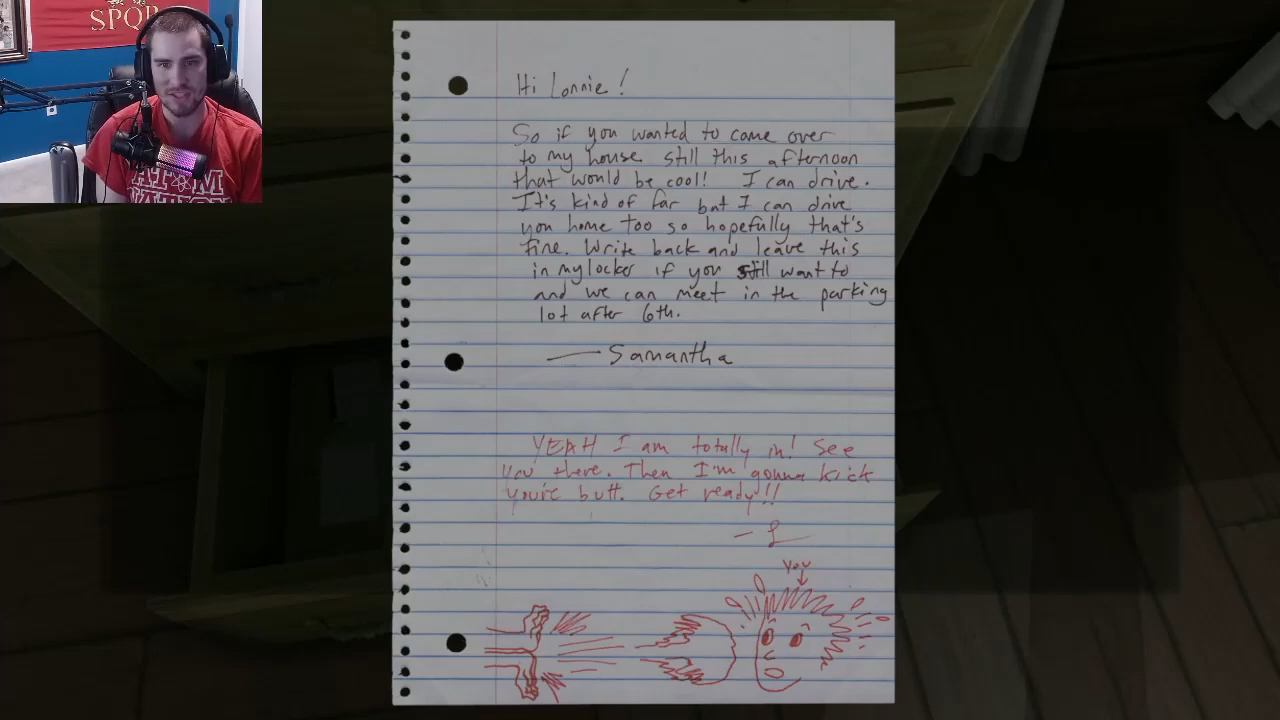 SPQR
ATOM
NATION
Hi Lonnie!
So if you wanted to come over
to my house still this afternoon
that would be cool! I can drive.
It's kind of far but I can drive
you home too so hopefully that's
fine. Write back and leave this
in my locker if you still want to
and we can meet in the parking
lot after 6th.
— Samantha
YEAH I am totally in! See
you there. Then I'm gonna kick
you're butt. Get ready!!
- L
you